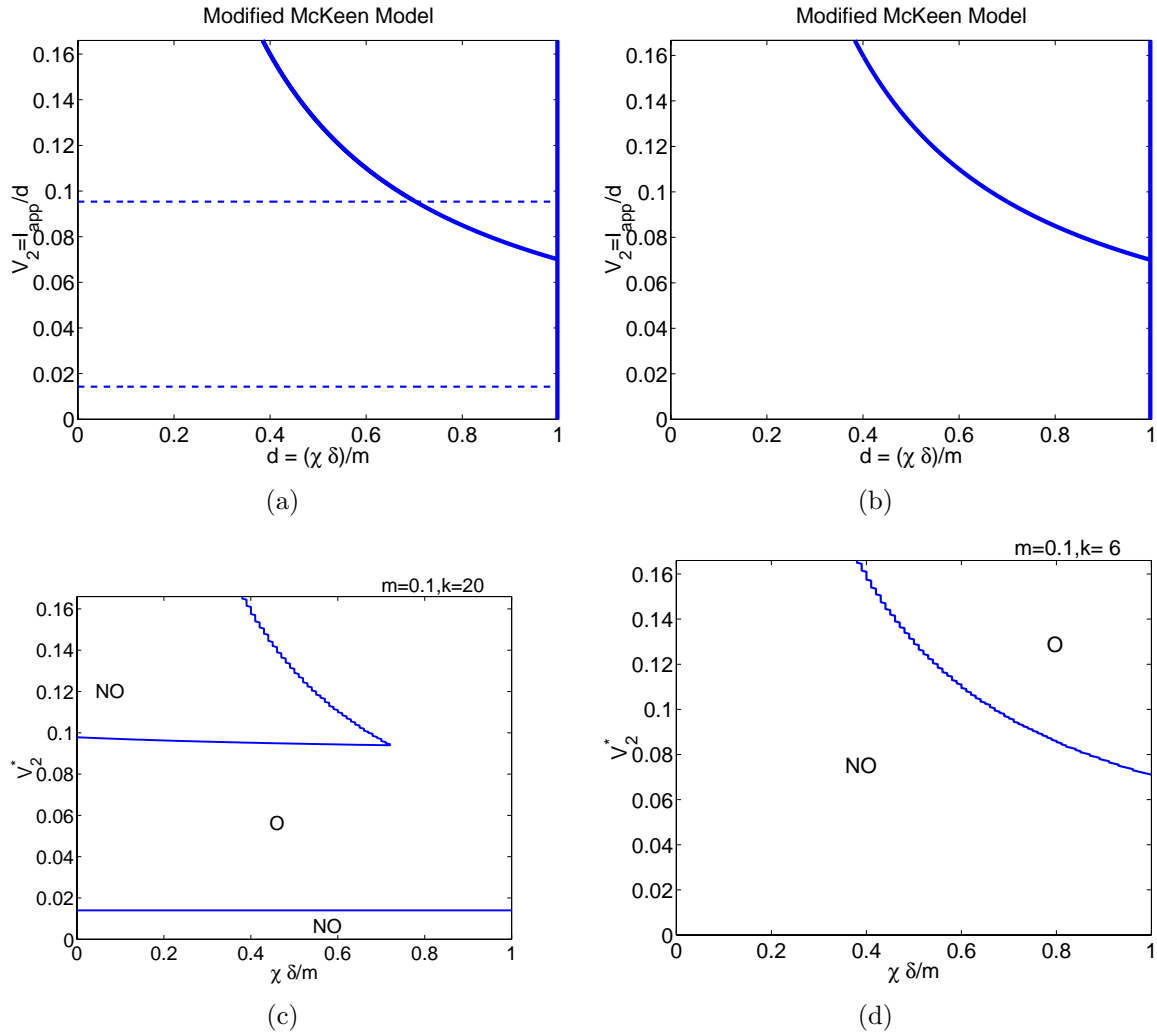 Modified McKeen Model
0.16
0.14
0.12
0.1
0.08
0.06
0.04
0.02
0
V_2=I_app/d
0 0.2 0.4 0.6 0.8 1
d = (χ δ)/m
(a)
Modified McKeen Model
0.16
0.14
0.12
0.1
0.08
0.06
0.04
0.02
0
V_2=I_app/d
0 0.2 0.4 0.6 0.8 1
d = (χ δ)/m
(b)
m=0.1,k=20
0.16
0.14
0.12
0.1
0.08
0.06
0.04
0.02
0
V_2^*
NO
O
NO
0 0.2 0.4 0.6 0.8 1
χ δ/m
(c)
m=0.1,k= 6
0.16
0.14
0.12
0.1
0.08
0.06
0.04
0.02
0
V_2^*
O
NO
0 0.2 0.4 0.6 0.8 1
χ δ/m
(d)